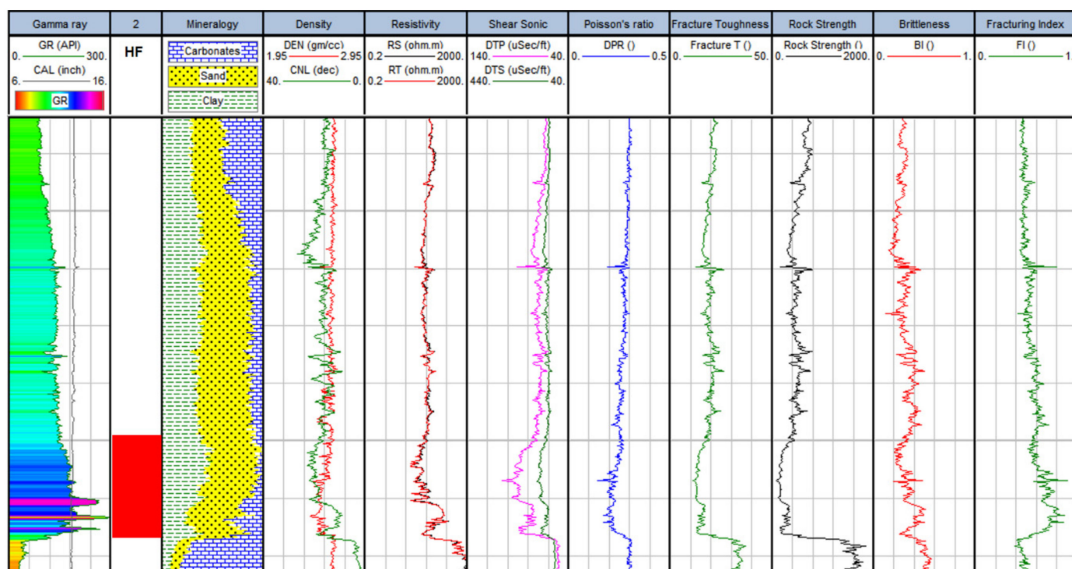 Gamma ray 2 Mineralogy Density Resistivity Shear Sonic Poisson's ratio Fracture Toughness Rock Strength Brittleness Fracturing Index
GR (API)
0. 300.
CAL (inch)
6. 16.
GR
HF
Carbonates
Sand
Clay
DEN (gm/cc)
1.95 2.95
CNL (dec)
40. 0.
RS (ohm.m)
0.2 2000.
RT (ohm.m)
0.2 2000.
DTP (uSec/ft)
140. 40.
DTS (uSec/ft)
440. 40.
DPR ()
0. 0.5
Fracture T ()
0. 50.
Rock Strength ()
0. 2000.
BI ()
0. 1.
FI ()
0. 1.